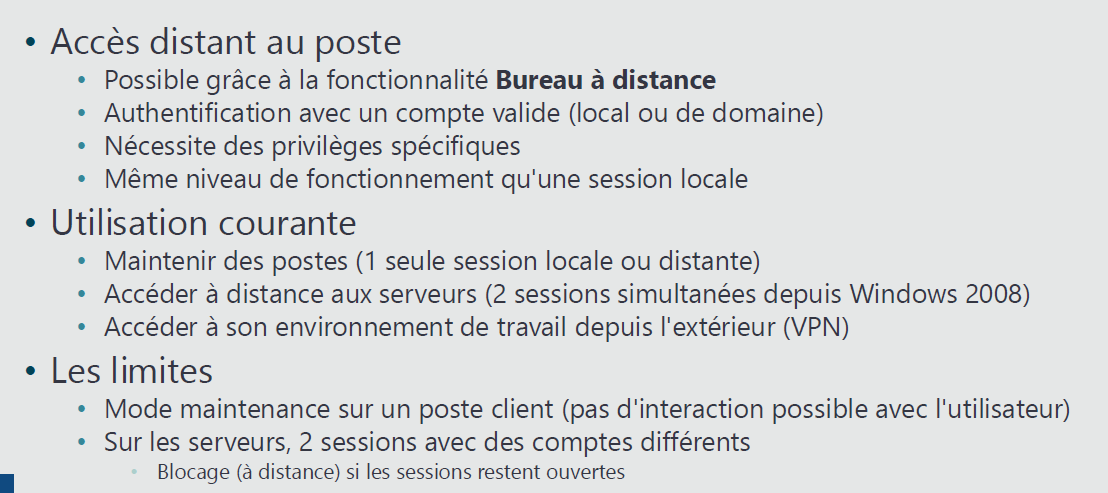 • Accès distant au poste
• Possible grâce à la fonctionnalité Bureau à distance
• Authentification avec un compte valide (local ou de domaine)
• Nécessite des privilèges spécifiques
• Même niveau de fonctionnement qu'une session locale
• Utilisation courante
• Maintenir des postes (1 seule session locale ou distante)
• Accéder à distance aux serveurs (2 sessions simultanées depuis Windows 2008)
• Accéder à son environnement de travail depuis l'extérieur (VPN)
• Les limites
• Mode maintenance sur un poste client (pas d'interaction possible avec l'utilisateur)
• Sur les serveurs, 2 sessions avec des comptes différents
• Blocage (à distance) si les sessions restent ouvertes